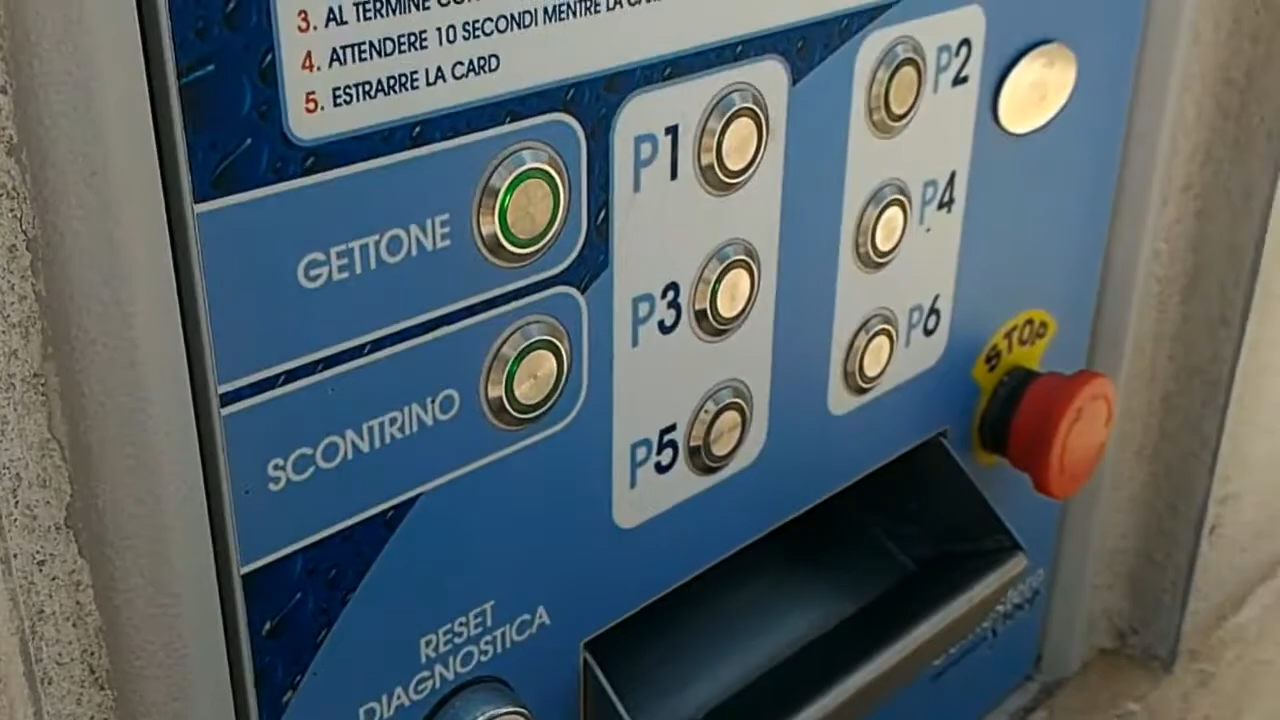 3. AL TERMINE
4. ATTENDERE 10 SECONDI MENTRE LA
5. ESTRARRE LA CARD
GETTONE
SCONTRINO
P1
P2
P3
P4
P5
P6
STOP
RESET
DIAGNOSTICA